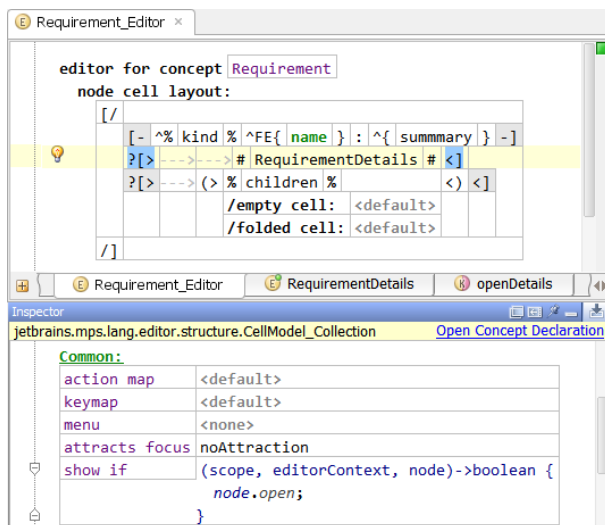 Requirement_Editor ×
editor for concept Requirement
node cell layout:
[/
[- ^% kind % ^FE{ name } : ^{ summmary } -]
?[> --->---> # RequirementDetails # <]
?[> ---> (> % children % <) <]
/empty cell: <default>
/folded cell: <default>
/]
Requirement_Editor RequirementDetails openDetails
Inspector
jetbrains.mps.lang.editor.structure.CellModel_Collection Open Concept Declaration
Common:
action map <default>
keymap <default>
menu <none>
attracts focus noAttraction
show if (scope, editorContext, node)->boolean {
node.open;
}